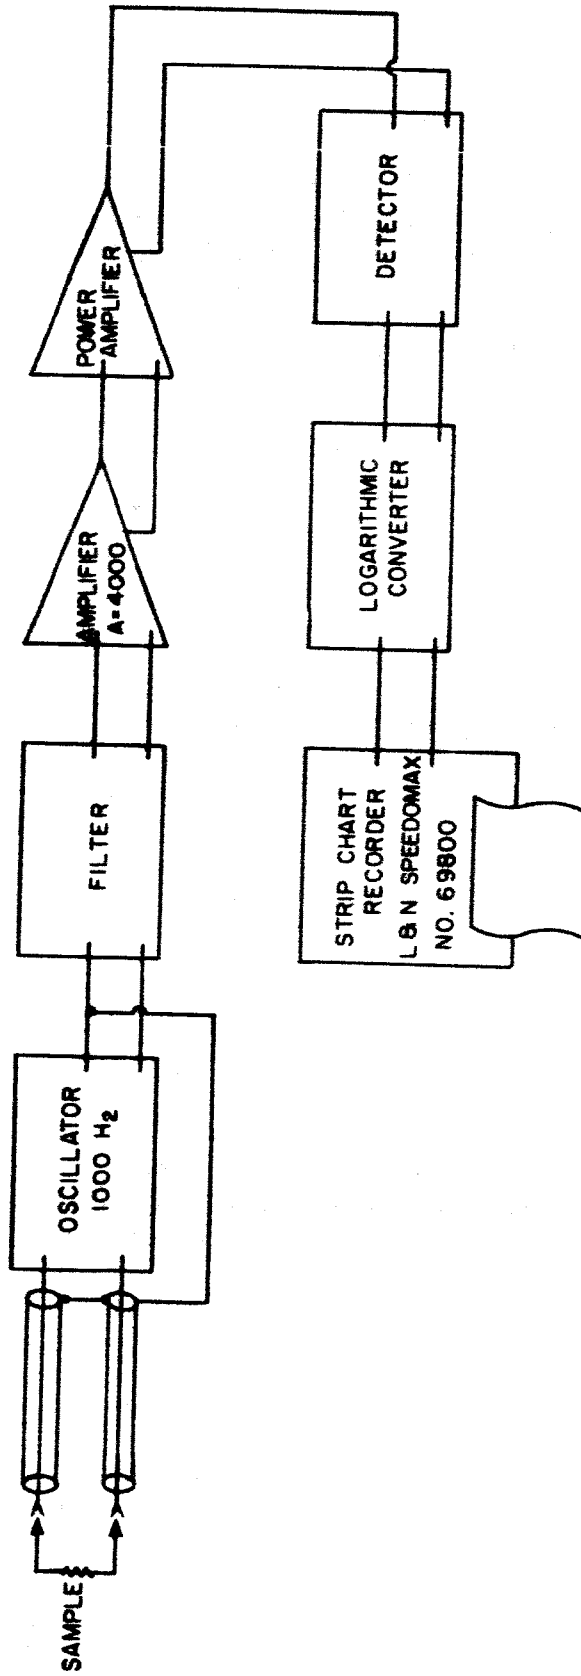 SAMPLE
OSCILLATOR
1000 H2
FILTER
AMPLIFIER
A=4000
POWER
AMPLIFIER
DETECTOR
LOGARITHMIC
CONVERTER
STRIP CHART
RECORDER
L&N SPEEDOMAX
NO. 69800